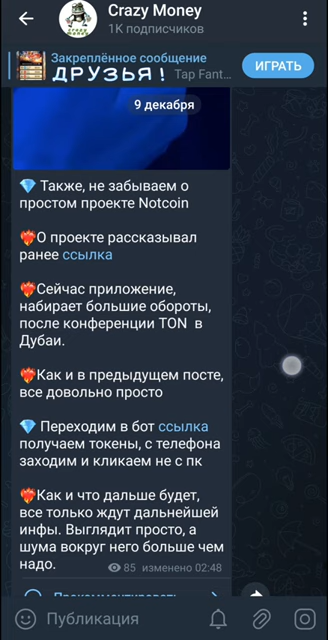 Crazy Money
1K подписчиков
Закреплённое сообщение
ДРУЗЬЯ! Tap Fant...
ИГРАТЬ
9 декабря
💎 Также, не забываем о
простом проекте Notcoin
❤️‍🔥О проекте рассказывал
ранее ссылка
❤️‍🔥Сейчас приложение,
набирает большие обороты,
после конференции TON в
Дубаи.
❤️‍🔥Как и в предыдущем посте,
все довольно просто
💎 Переходим в бот ссылка
получаем токены, с телефона
заходим и кликаем не с пк
❤️‍🔥Как и что дальше будет,
все только ждут дальнейшей
инфы. Выглядит просто, а
шума вокруг него больше чем
надо.
85 изменено 02:48
Прокомментировать
Публикация